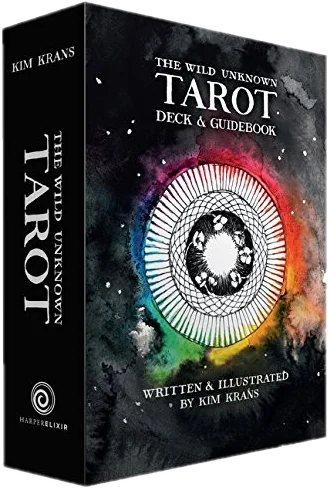 KIM KRANS
THE WILD UNKNOWN
TAROT
HARPERELIXIR
THE WILD UNKNOWN
TAROT
DECK & GUIDEBOOK
WRITTEN & ILLUSTRATED
BY KIM KRANS